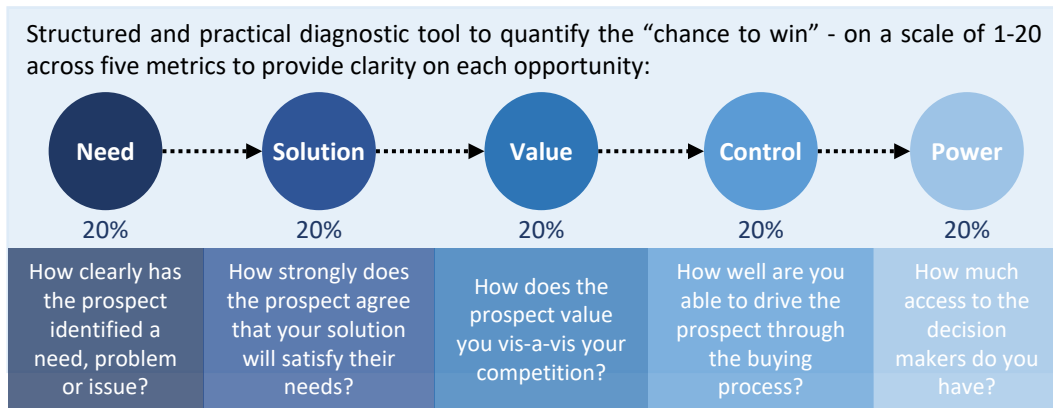 Structured and practical diagnostic tool to quantify the “chance to win” - on a scale of 1-20
across five metrics to provide clarity on each opportunity:
Need
Solution
Value
Control
Power
20%
20%
20%
20%
20%
How clearly has
the prospect
identified a
need, problem
or issue?
How strongly does
the prospect agree
that your solution
will satisfy their
needs?
How does the
prospect value
you vis-a-vis your
competition?
How well are you
able to drive the
prospect through
the buying
process?
How much
access to the
decision
makers do you
have?